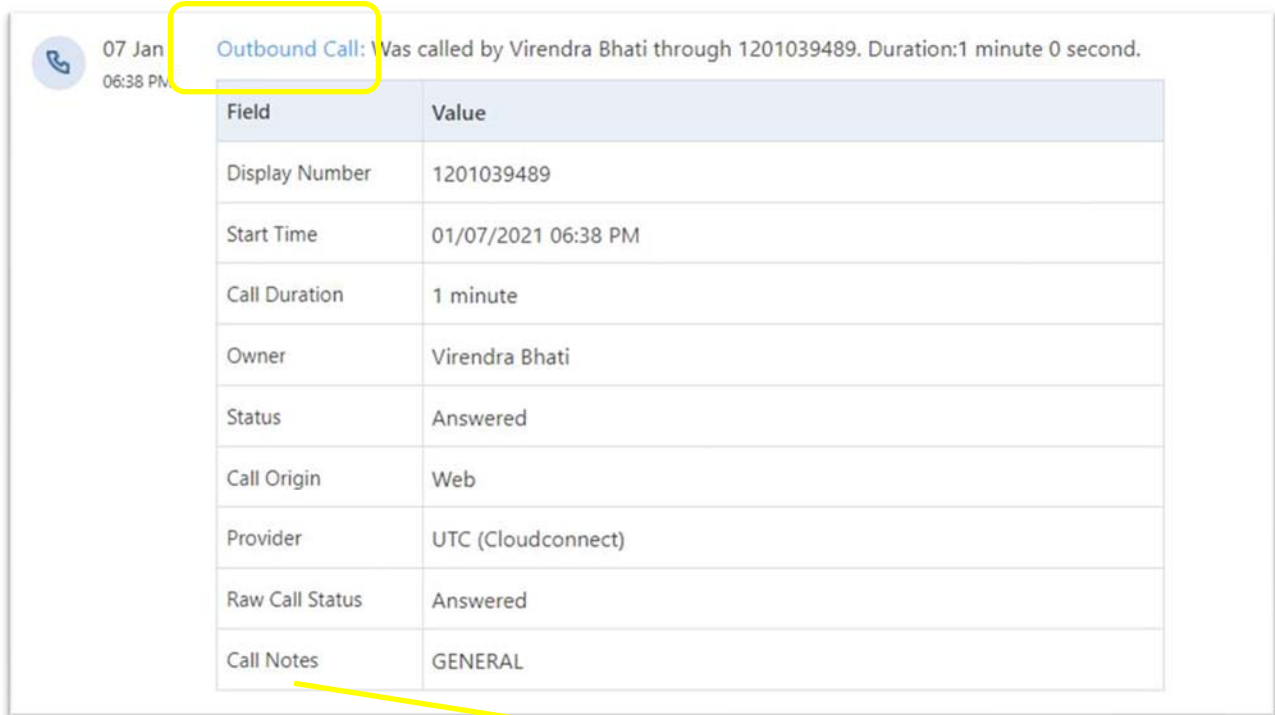 07 Jan Outbound Call: Was called by Virendra Bhati through 1201039489. Duration:1 minute 0 second.
06:38 PM
Field Value
Display Number 1201039489
Start Time 01/07/2021 06:38 PM
Call Duration 1 minute
Owner Virendra Bhati
Status Answered
Call Origin Web
Provider UTC (Cloudconnect)
Raw Call Status Answered
Call Notes GENERAL